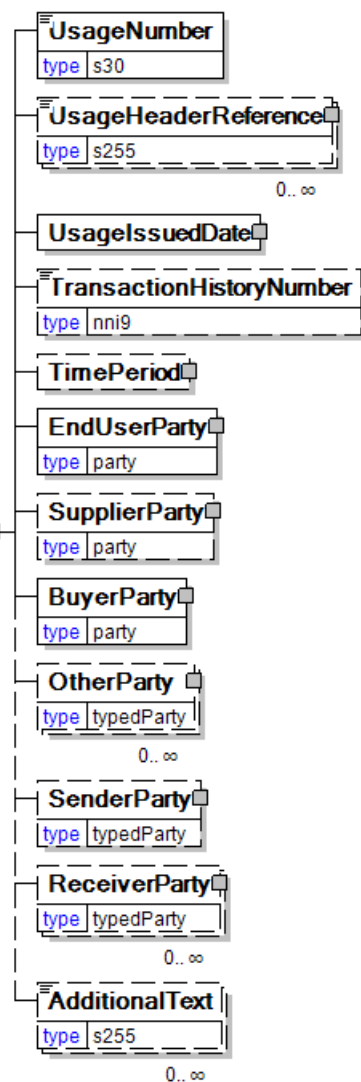 UsageNumber
type s30
UsageHeaderReference
type s255
0.. ∞
UsageIssuedDate
TransactionHistoryNumber
type nni9
TimePeriod
EndUserParty
type party
SupplierParty
type party
BuyerParty
type party
OtherParty
type typedParty
0.. ∞
SenderParty
type typedParty
ReceiverParty
type typedParty
0.. ∞
AdditionalText
type s255
0.. ∞